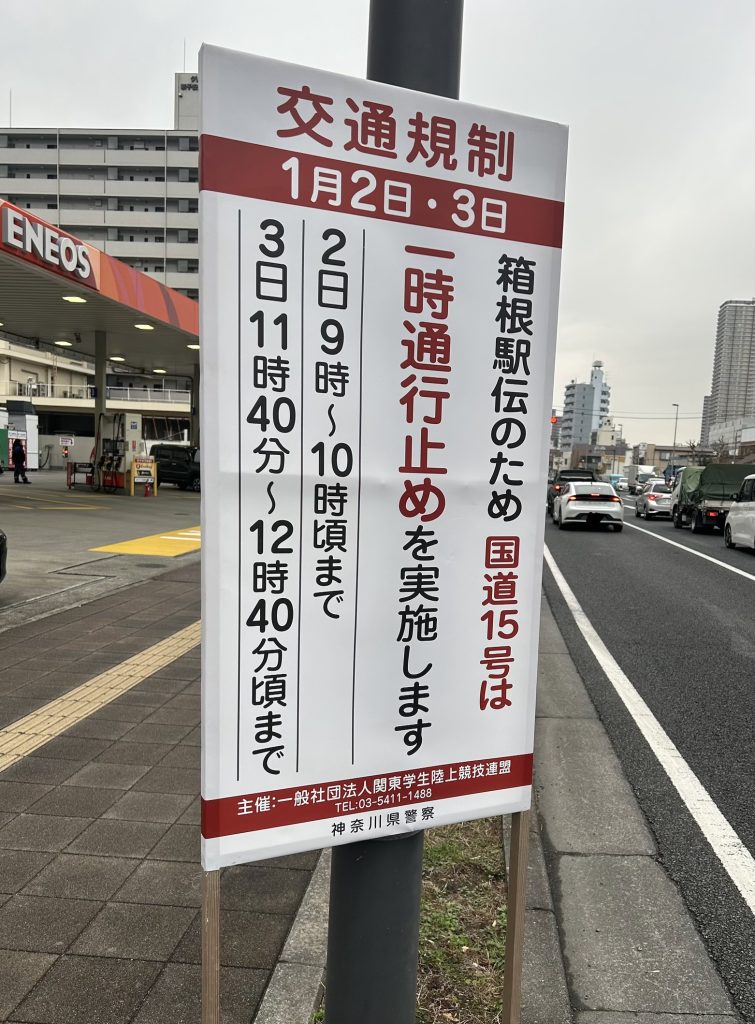 交通規制
1月2日・3日
箱根駅伝のため 国道15号は
一時通行止めを実施します
2日9時～10時頃まで
3日11時40分～12時40分頃まで
主催:一般社団法人関東学生陸上競技連盟
TEL:03-5411-1488
神奈川県警察
ENEOS